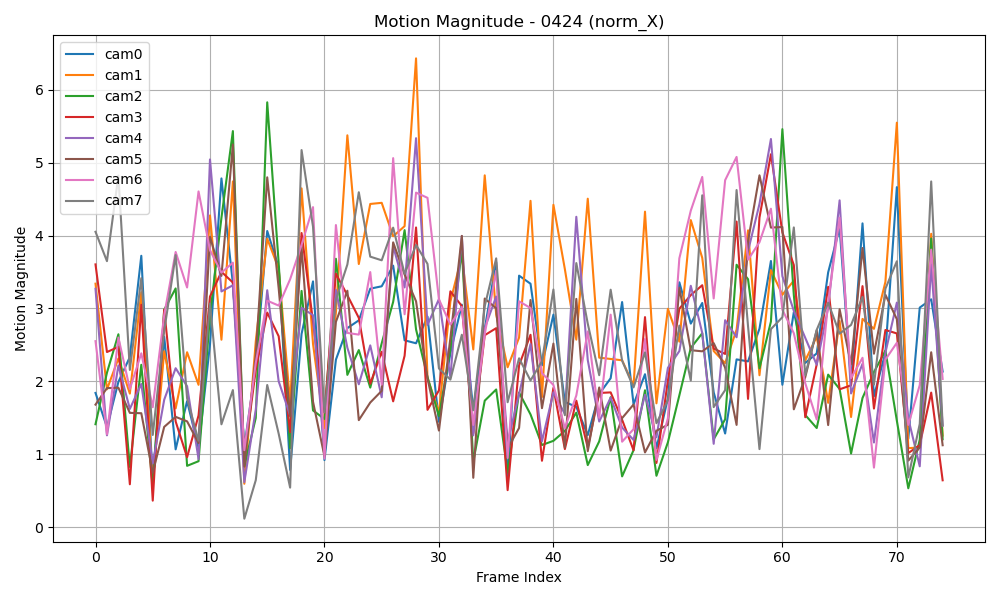 Motion Magnitude - 0424 (norm_X)
cam0
cam1
cam2
cam3
cam4
cam5
cam6
cam7
Motion Magnitude
6
5
4
3
2
1
0
0 10 20 30 40 50 60 70
Frame Index